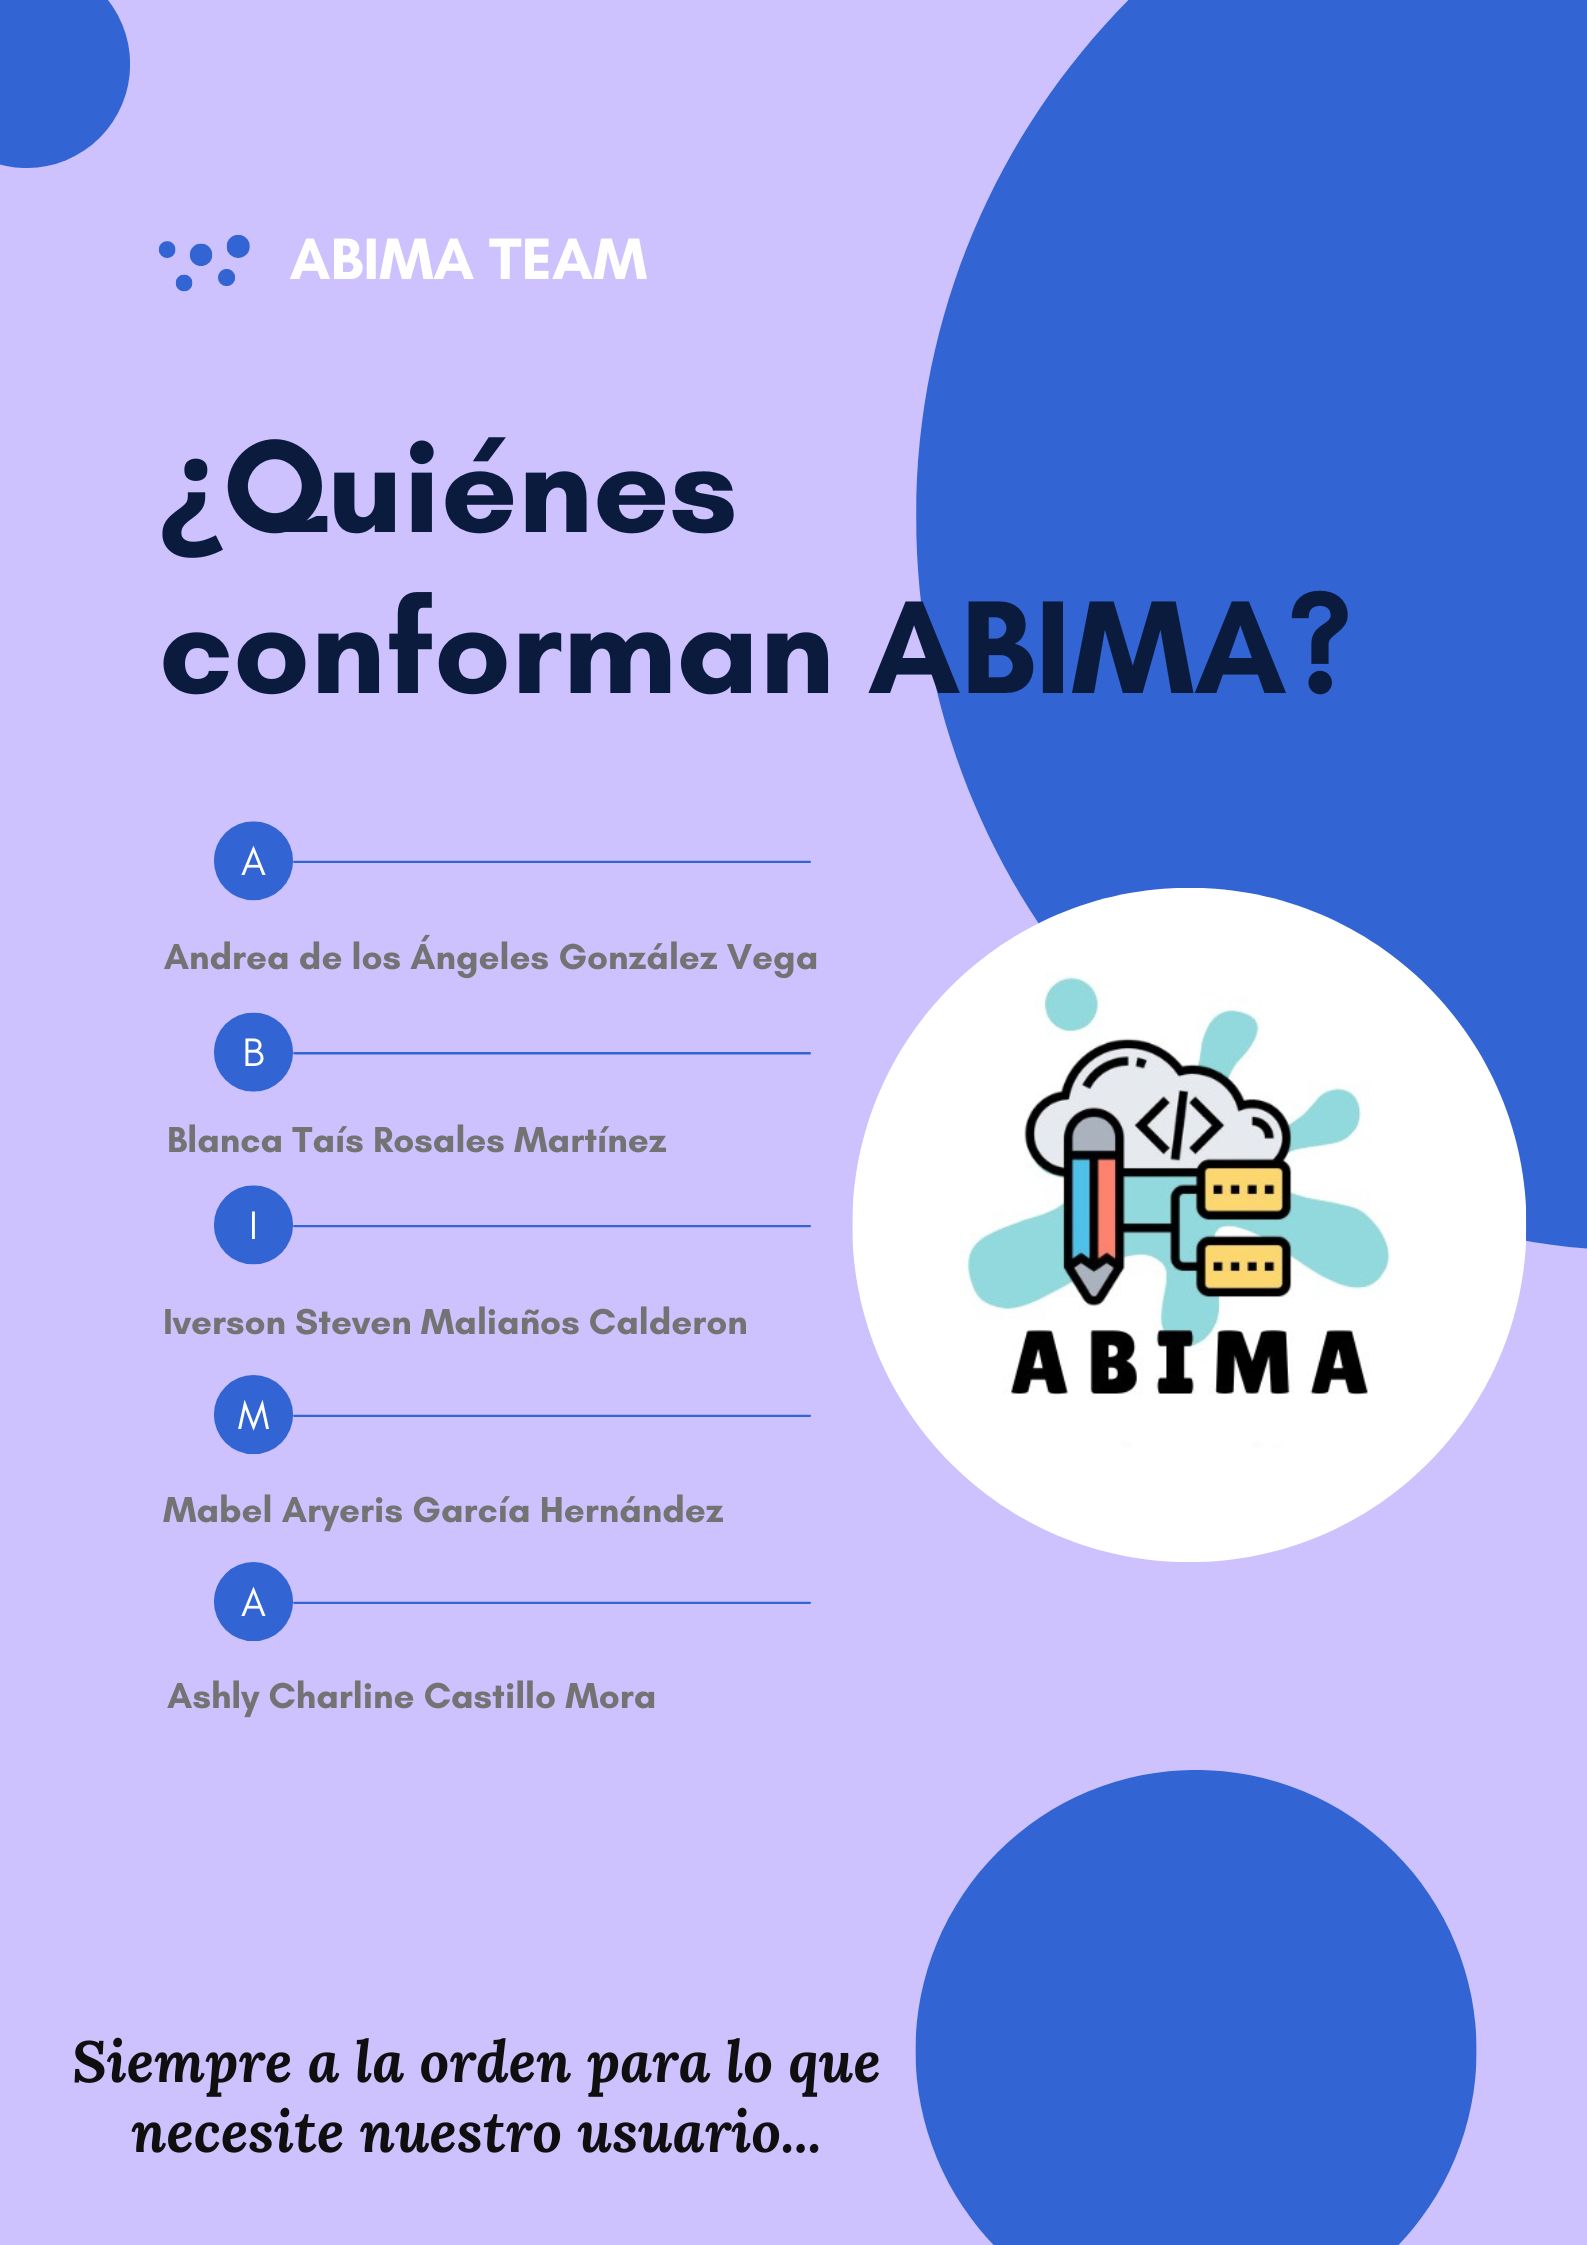 ABIMA TEAM
¿Quiénes
conforman ABIMA?
A
Andrea de los Ángeles González Vega
B
Blanca Taís Rosales Martínez
I
Iverson Steven Maliaños Calderon
M
Mabel Aryeris García Hernández
A
Ashly Charline Castillo Mora
</>
ABIMA
Siempre a la orden para lo que
necesite nuestro usuario...